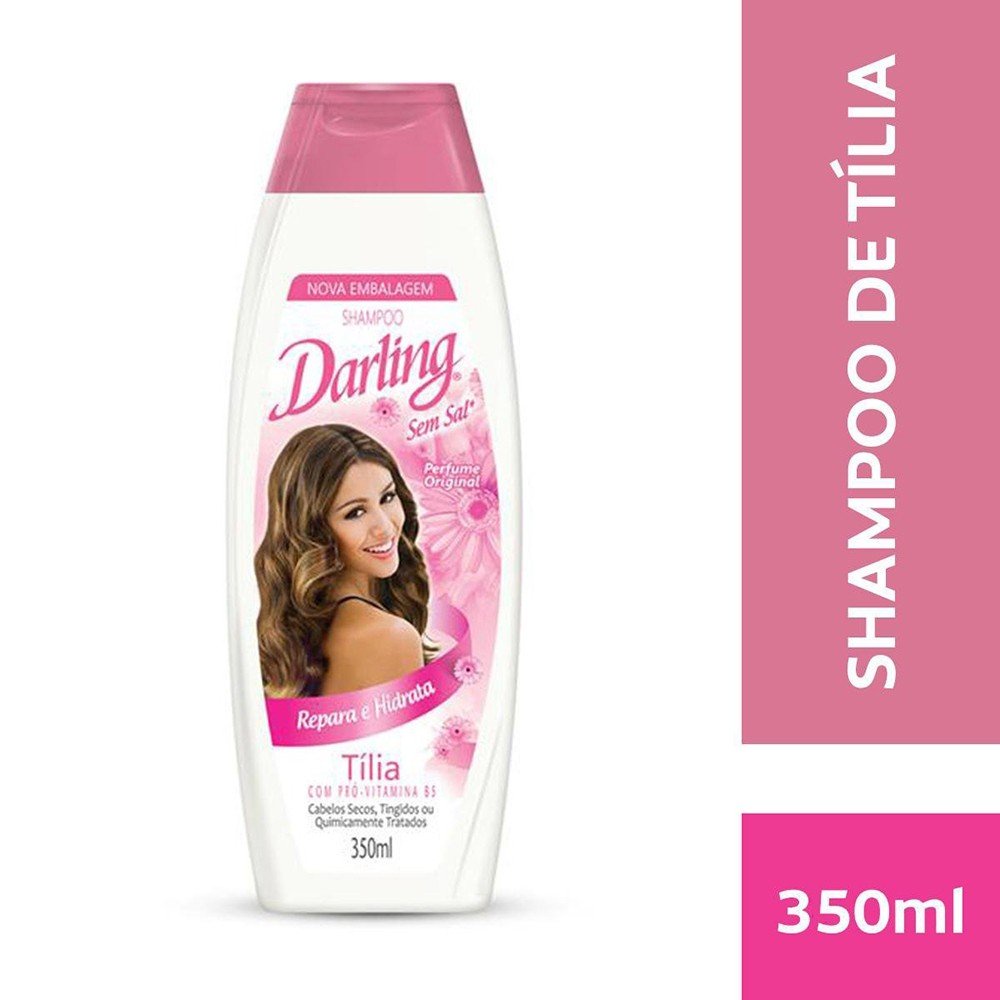 NOVA EMBALAGEM
SHAMPOO
Darling®
Sem Sal*
Perfume
Original
Repara e Hidrata
Tília
COM PRÓ-VITAMINA B5
Cabelos Secos, Tingidos ou
Quimicamente Tratados
350ml
SHAMPOO DE TÍLIA
350ml